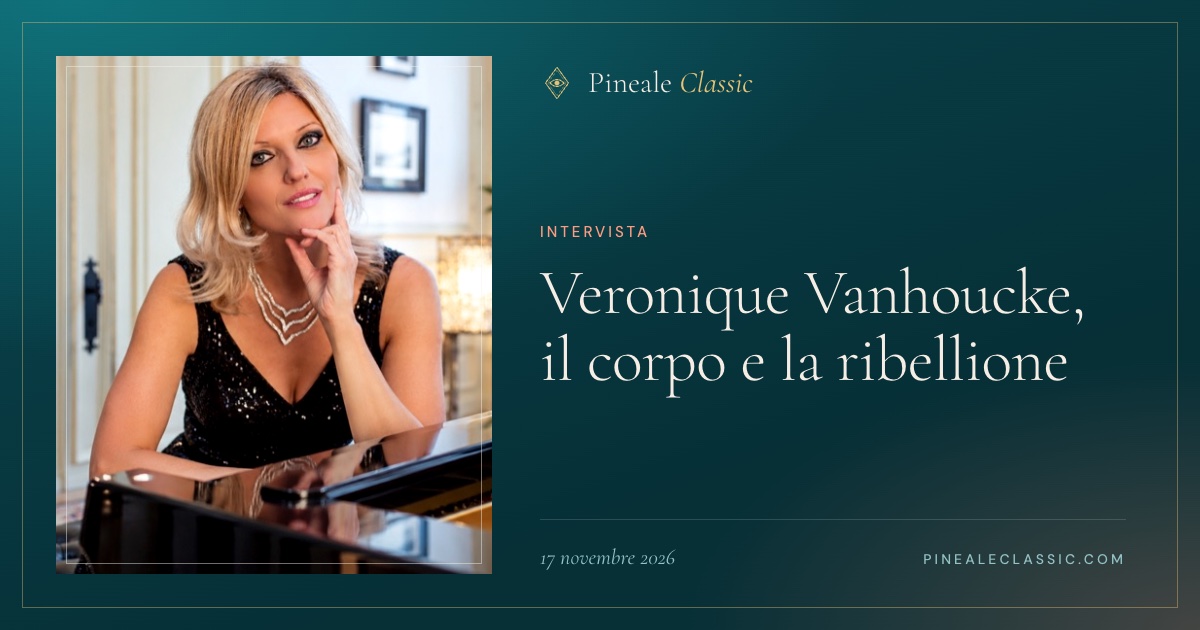 Pineale Classic
INTERVISTA
Veronique Vanhoucke,
il corpo e la ribellione
17 novembre 2026
PINEALECLASSIC.COM